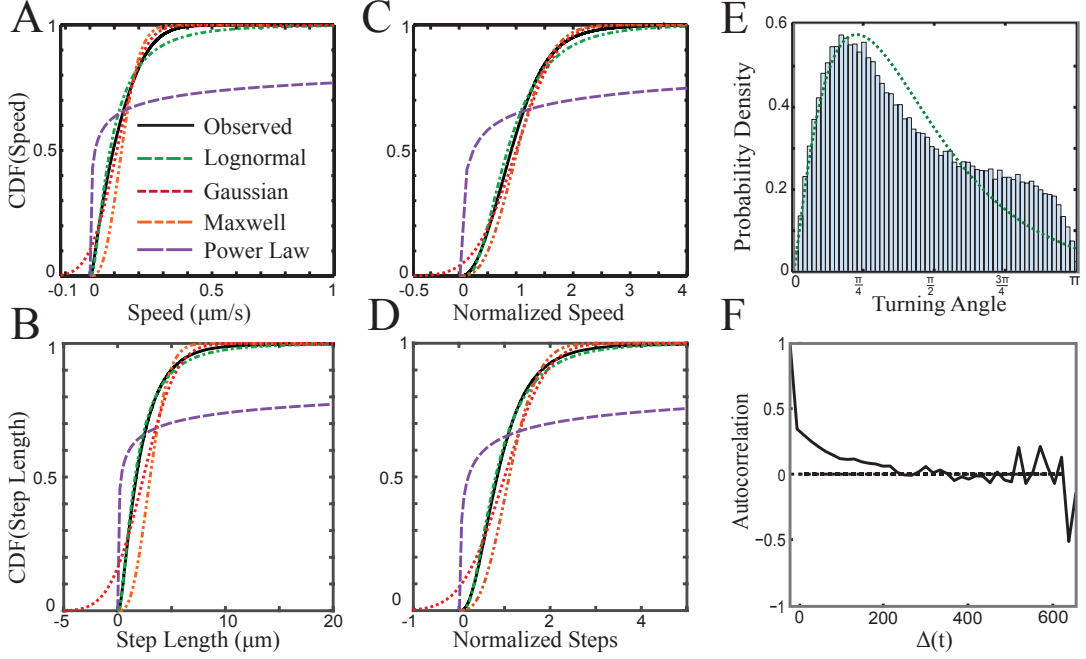 A
CDF(Speed)
1
0.5
0
-0.1
0
0.5
1
Speed (μm/s)
Observed
Lognormal
Gaussian
Maxwell
Power Law
C
1
0.5
0
-0.5
0
1
2
3
4
Normalized Speed
E
Probability Density
0.6
0.4
0.2
0
0
π/4
π/2
3π/4
π
Turning Angle
B
CDF(Step Length)
1
0.5
0
-5
0
5
10
20
Step Length (μm)
D
1
0.5
0
-1
0
1
2
3
4
Normalized Steps
F
Autocorrelation
1
0.5
0
−0.5
−1
0
200
400
600
Δ(t)